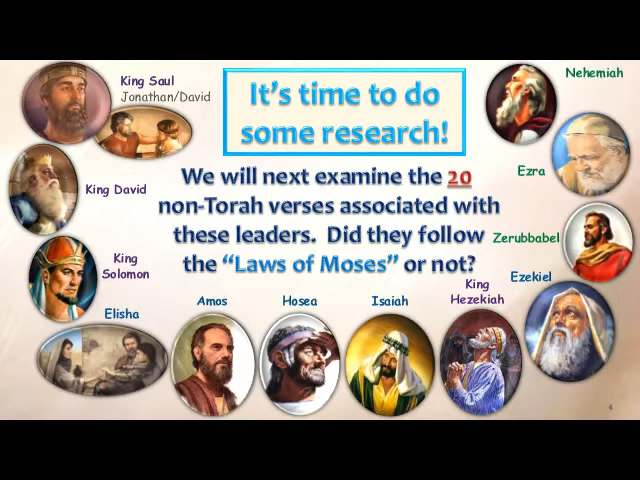 King Saul
Jonathan/David
It's time to do
some research!
Nehemiah
We will next examine the 20
non-Torah verses associated with
these leaders.  Did they follow
the "Laws of Moses" or not?
King David
Ezra
Zerubbabel
King
Solomon
Ezekiel
King
Hezekiah
Elisha
Amos
Hosea
Isaiah
4